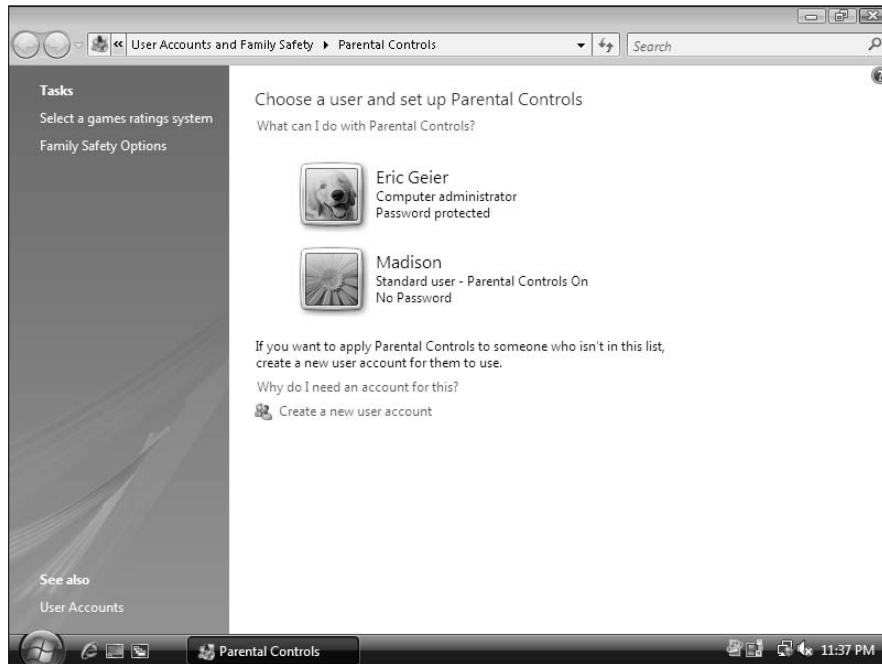 « User Accounts and Family Safety ▸ Parental Controls
Search
Tasks
Select a games ratings system
Family Safety Options
Choose a user and set up Parental Controls
What can I do with Parental Controls?
Eric Geier
Computer administrator
Password protected
Madison
Standard user - Parental Controls On
No Password
If you want to apply Parental Controls to someone who isn't in this list,
create a new user account for them to use.
Why do I need an account for this?
Create a new user account
See also
User Accounts
Parental Controls
11:37 PM